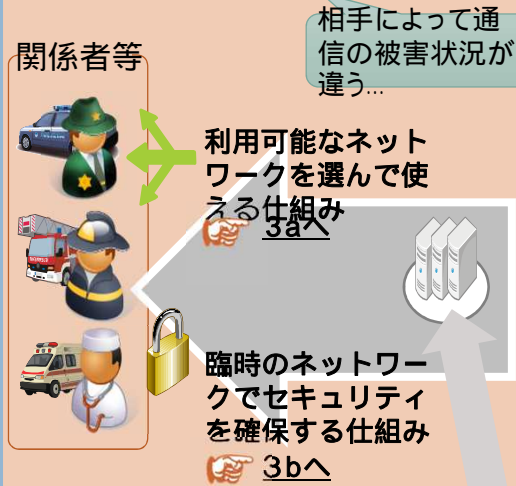 相手によって通
信の被害状況が
違う...
関係者等
利用可能なネット
ワークを選んで使
える仕組み
3aへ
臨時のネットワー
クでセキュリティ
を確保する仕組み
3bへ